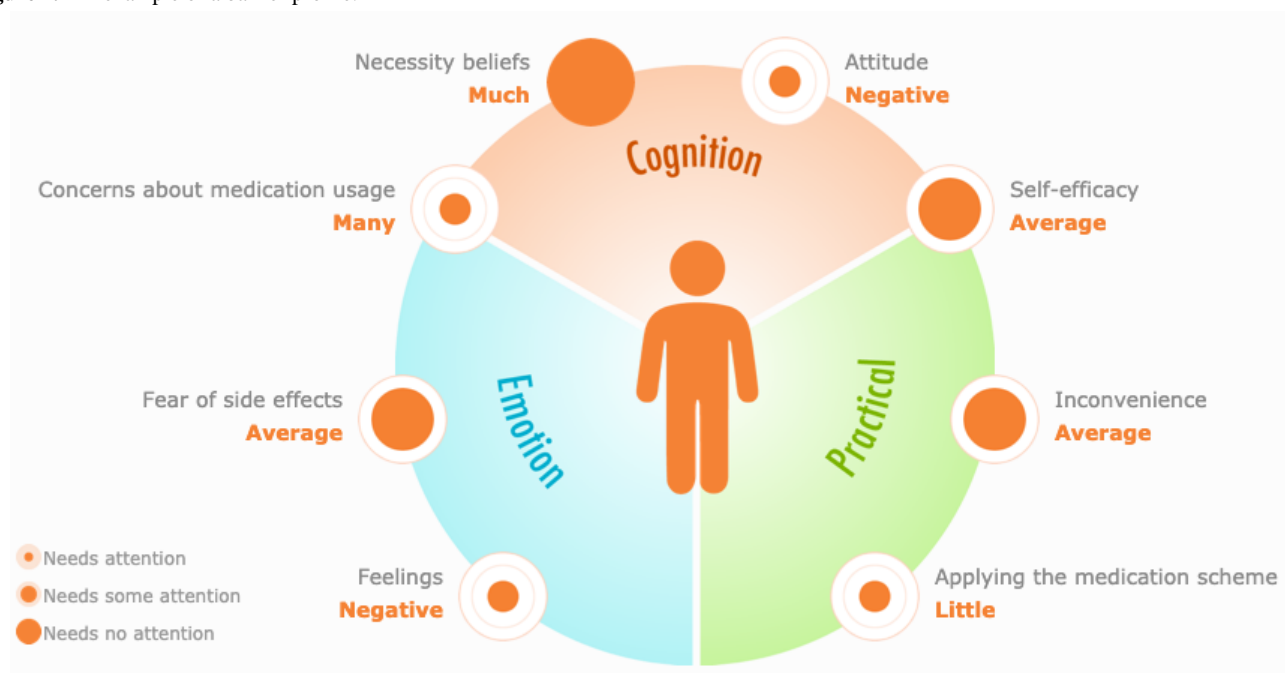 Necessity beliefs
Much
Attitude
Negative
Cognition
Concerns about medication usage
Many
Self-efficacy
Average
Fear of side effects
Average
Emotion
Practical
Inconvenience
Average
Needs attention
Needs some attention
Needs no attention
Feelings
Negative
Applying the medication scheme
Little